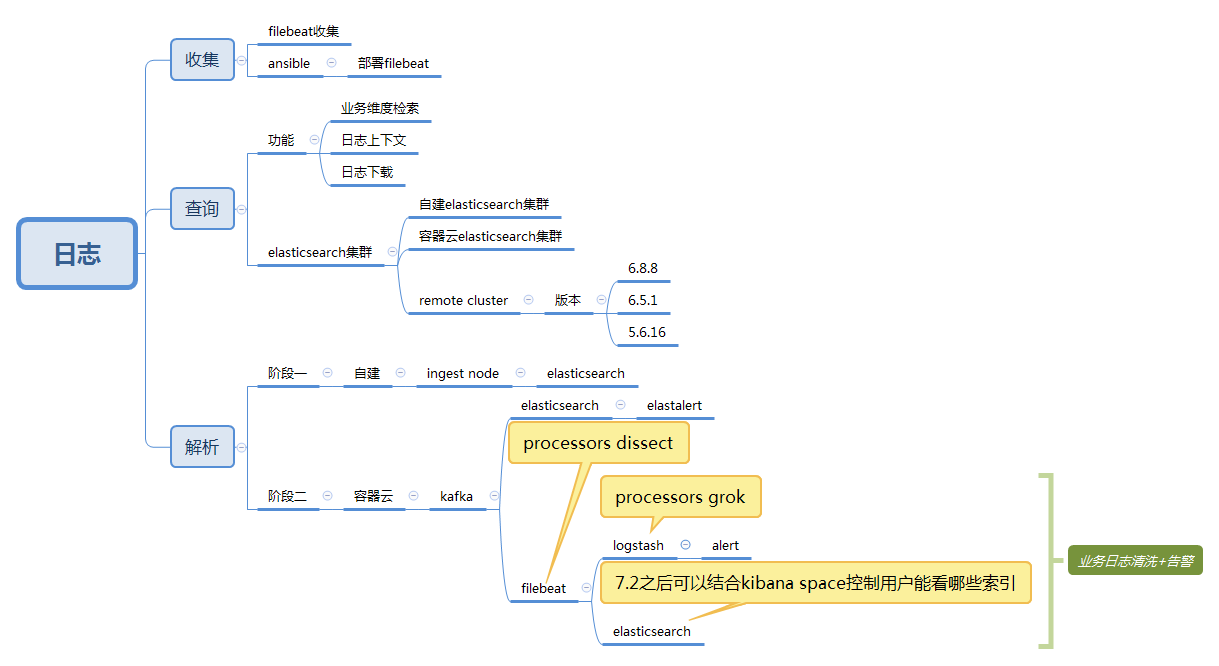 日志
收集
filebeat收集
ansible
部署filebeat
查询
功能
业务维度检索
日志上下文
日志下载
elasticsearch集群
自建elasticsearch集群
容器云elasticsearch集群
remote cluster
版本
6.8.8
6.5.1
5.6.16
解析
阶段一
自建
ingest node
elasticsearch
阶段二
容器云
kafka
elasticsearch
elastalert
processors dissect
filebeat
processors grok
logstash
alert
7.2之后可以结合kibana space控制用户能看哪些索引
elasticsearch
业务日志清洗+告警